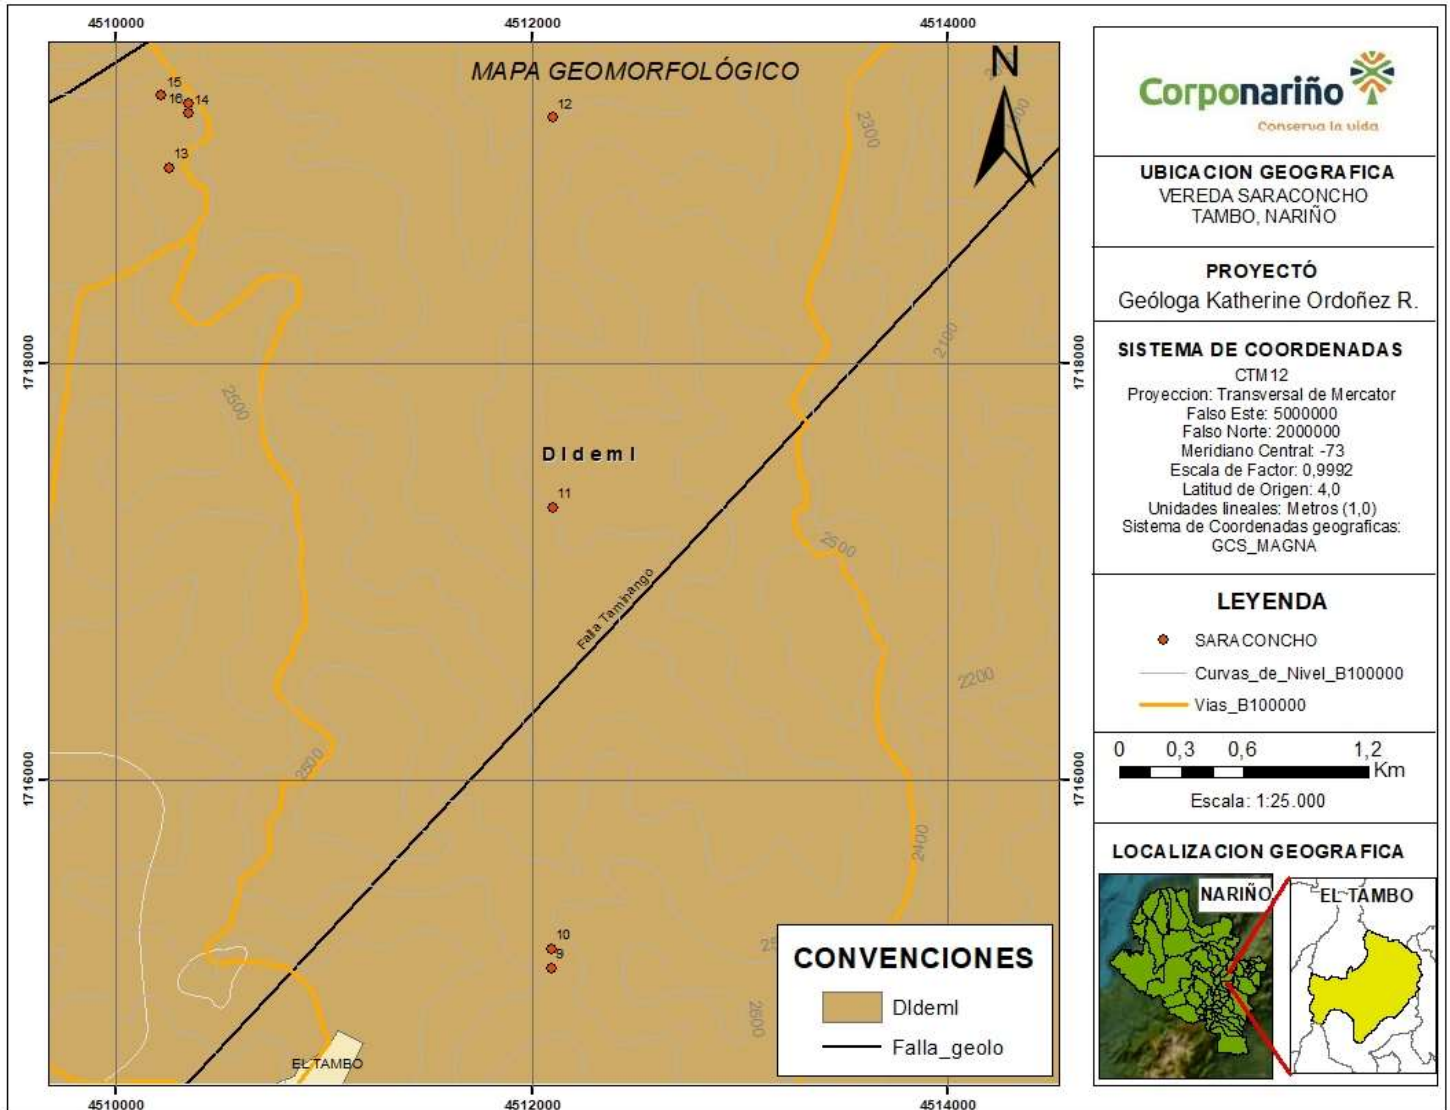 4510000
4512000
4514000
MAPA GEOMORFOLÓGICO
N
15
16
14
13
12
2300
2100
1718000
1718000
2500
DIdemI
11
2500
Falla Taminango
2200
2500
1716000
1716000
2400
10
9
2600
EL TAMBO
CONVENCIONES
DIdemI
Falla_geolo
4510000
4512000
4514000
Corponariño
Conserva la vida
UBICACION GEOGRAFICA
VEREDA SARACONCHO
TAMBO, NARIÑO
PROYECTÓ
Geóloga Katherine Ordoñez R.
SISTEMA DE COORDENADAS
CTM12
Proyeccion: Transversal de Mercator
Falso Este: 5000000
Falso Norte: 2000000
Meridiano Central: -73
Escala de Factor: 0,9992
Latitud de Origen: 4,0
Unidades lineales: Metros (1,0)
Sistema de Coordenadas geograficas:
GCS_MAGNA
LEYENDA
SARACONCHO
Curvas_de_Nivel_B100000
Vias_B100000
0 0,3 0,6 1,2
Km
Escala: 1:25.000
LOCALIZACION GEOGRAFICA
NARIÑO
EL TAMBO